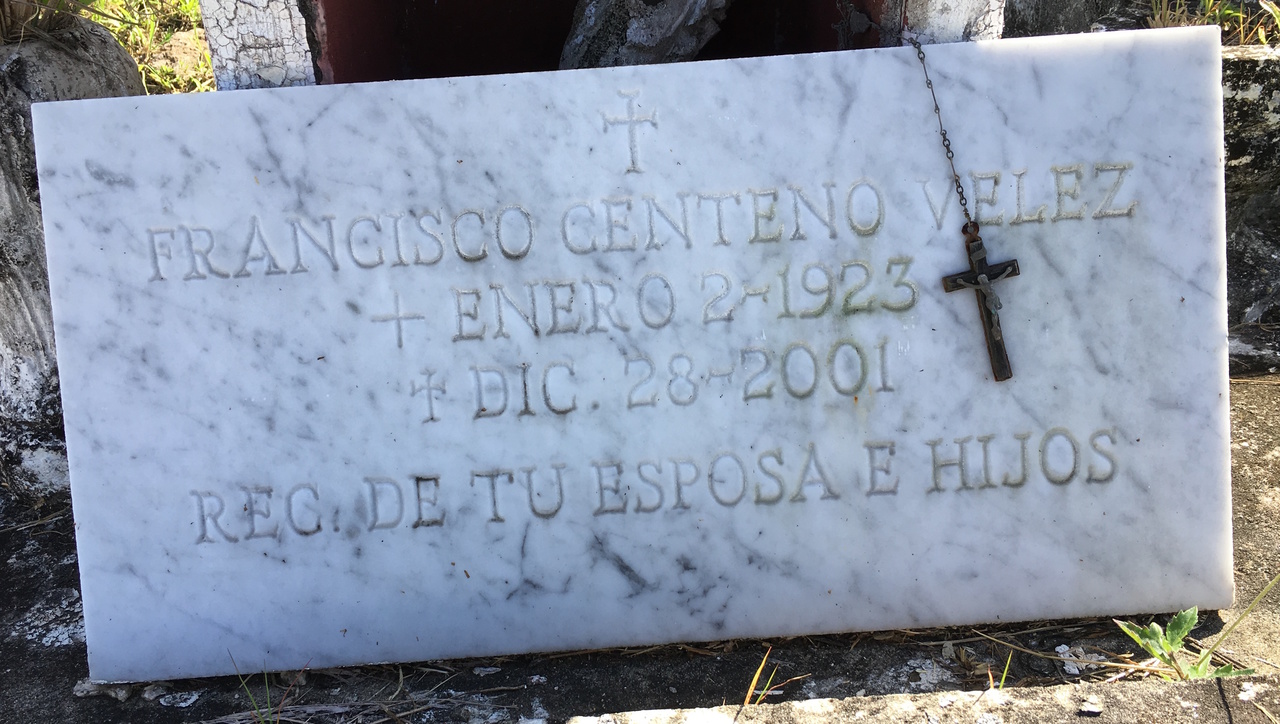 FRANCISCO CENTENO VELEZ
ENERO 2-1923
DIC. 28-2001
REC. DE TU ESPOSA E HIJOS